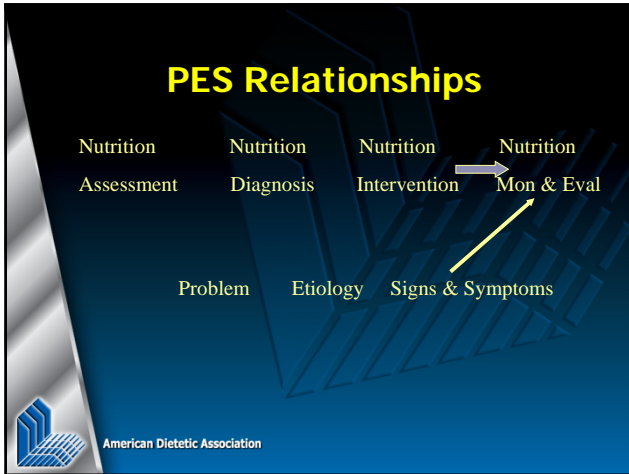 PES Relationships
Nutrition Nutrition Nutrition Nutrition
Assessment Diagnosis Intervention Mon & Eval
Problem Etiology Signs & Symptoms
American Dietetic Association